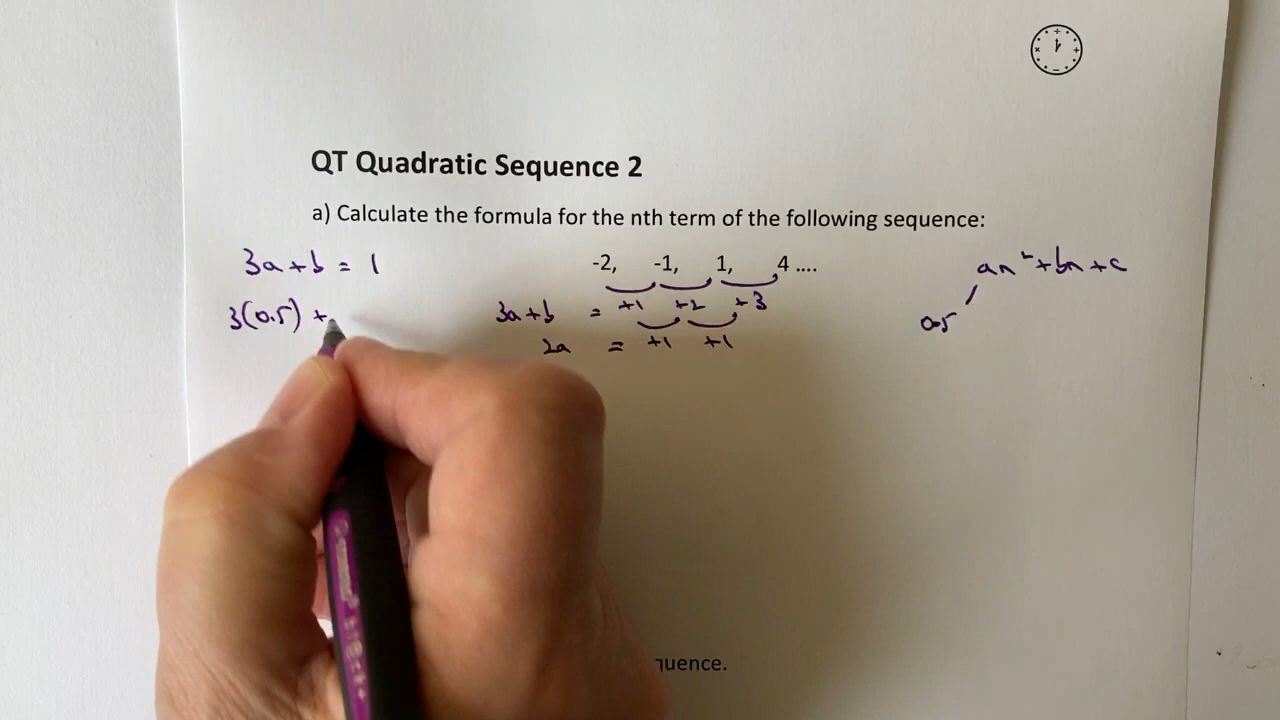 QT Quadratic Sequence 2
a) Calculate the formula for the nth term of the following sequence:
3a+b = 1
-2, -1, 1, 4 ....
an²+bn+c
3(0.5) +
3a+b = +1 +2 +3
0.5
2a = +1 +1
quence.